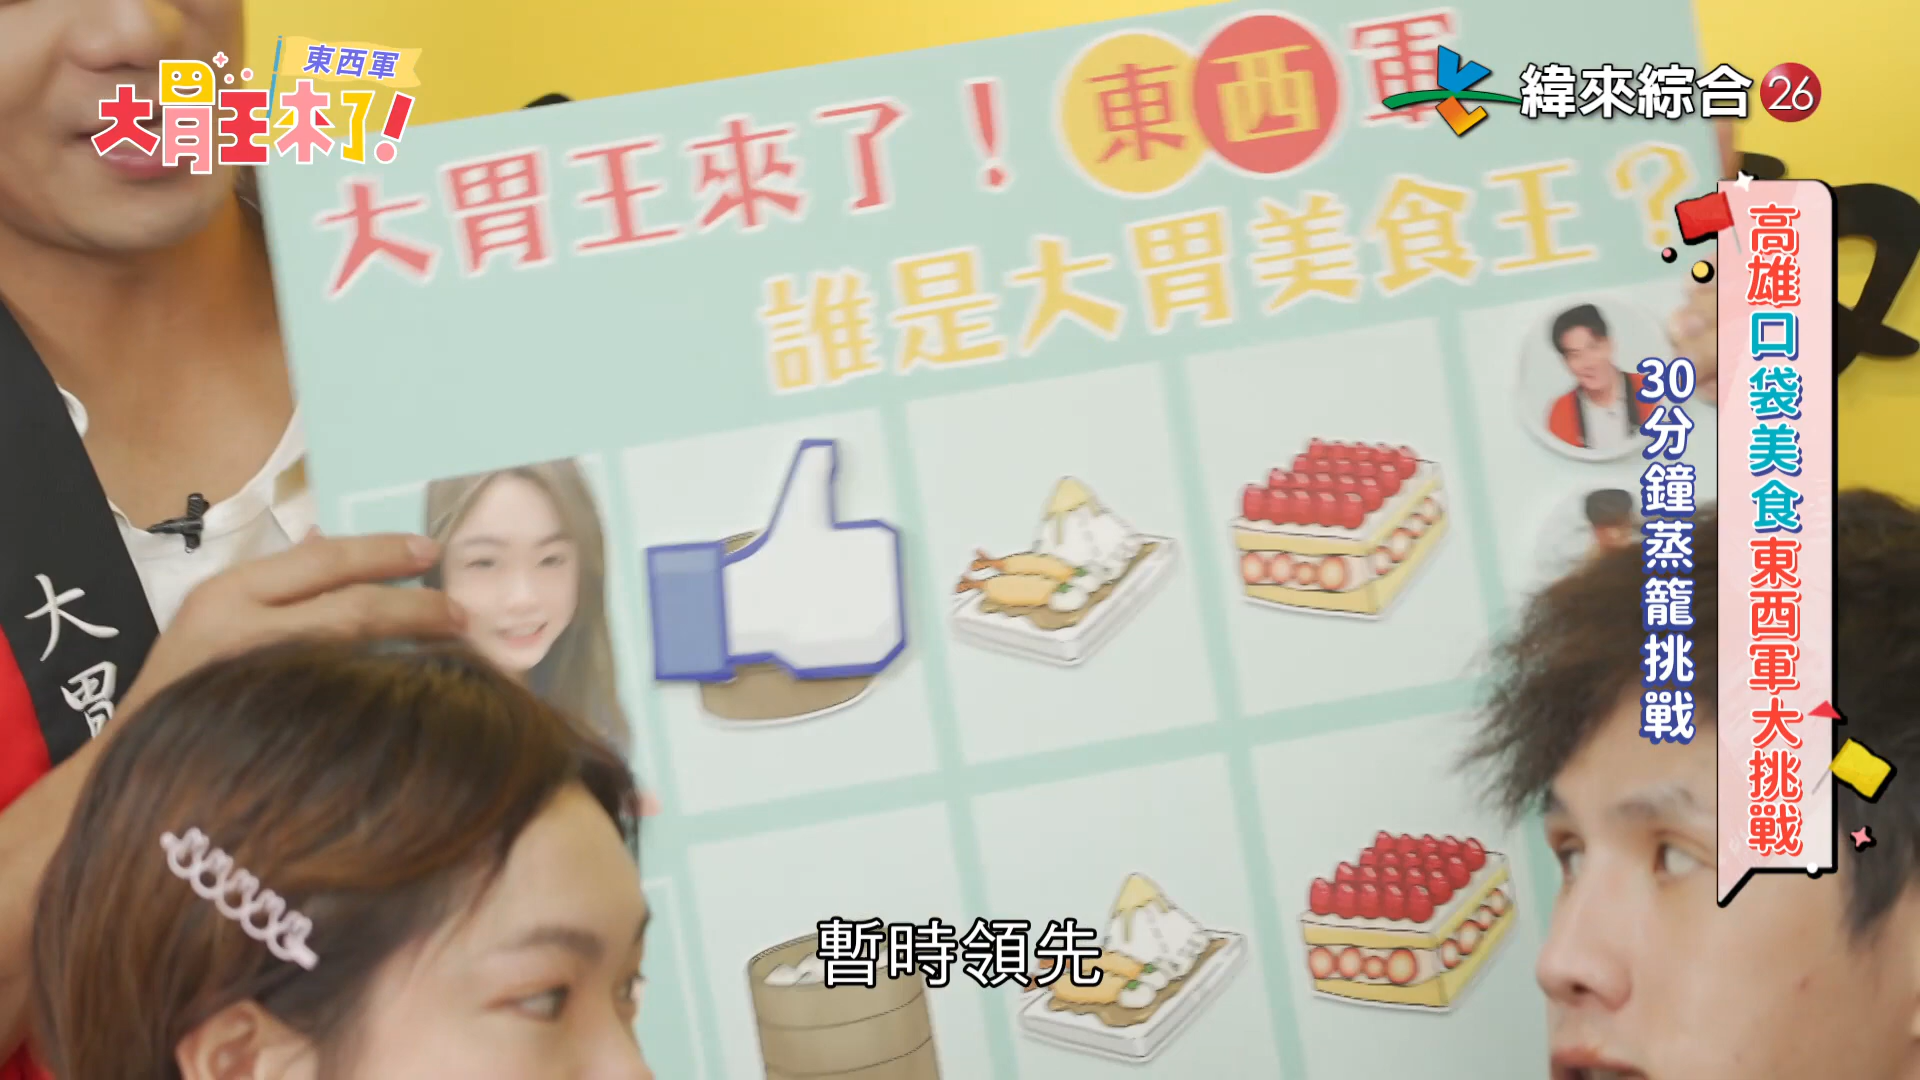 東西軍
大胃王來了!
緯來綜合26
大胃王來了！東西軍
誰是大胃美食王？
高雄口袋美食東西軍大挑戰
30分鐘蒸籠挑戰
大胃
暫時領先